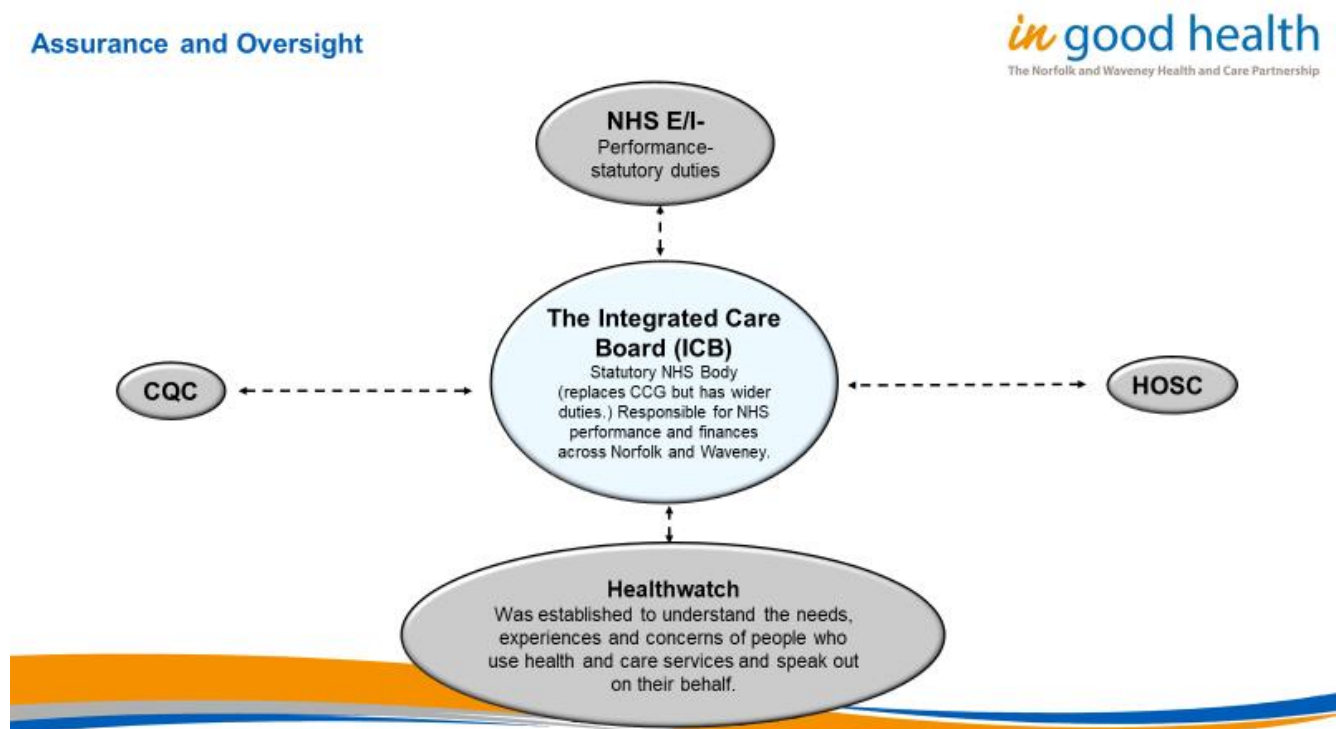 Assurance and Oversight
in good health
The Norfolk and Waveney Health and Care Partnership
NHS E/I-
Performance-
statutory duties
The Integrated Care
Board (ICB)
Statutory NHS Body
(replaces CCG but has wider
duties.) Responsible for NHS
performance and finances
across Norfolk and Waveney.
CQC
HOSC
Healthwatch
Was established to understand the needs,
experiences and concerns of people who
use health and care services and speak out
on their behalf.